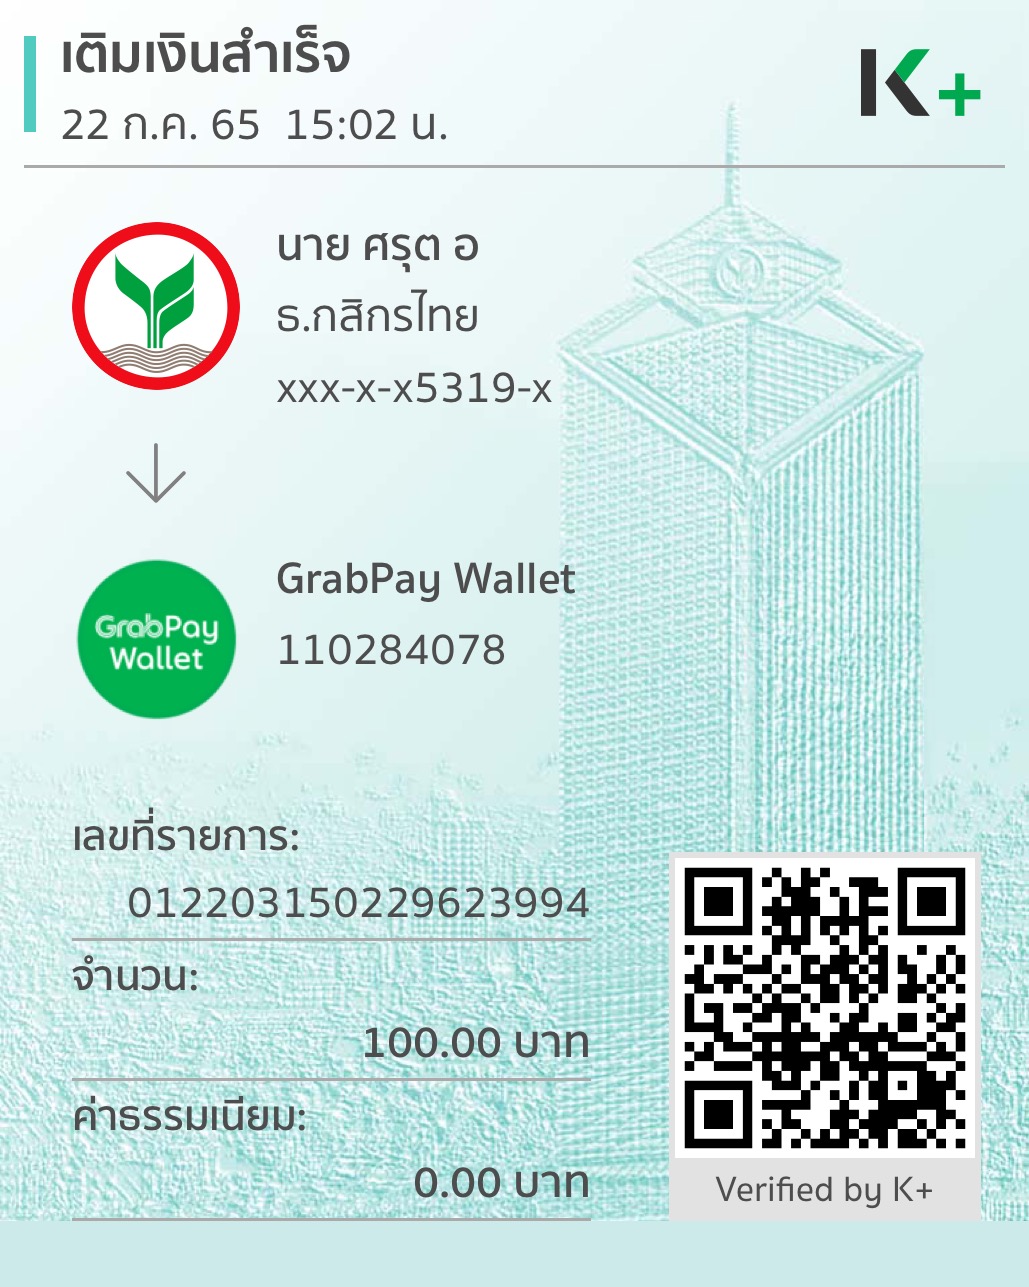 เติมเงินสำเร็จ
22 ก.ค. 65 15:02 น.
K+
นาย ศรุต อ
ธ.กสิกรไทย
xxx-x-x5319-x
GrabPay Wallet
110284078
GrabPay
Wallet
เลขที่รายการ:
012203150229623994
จำนวน:
100.00 บาท
ค่าธรรมเนียม:
0.00 บาท
Verified by K+